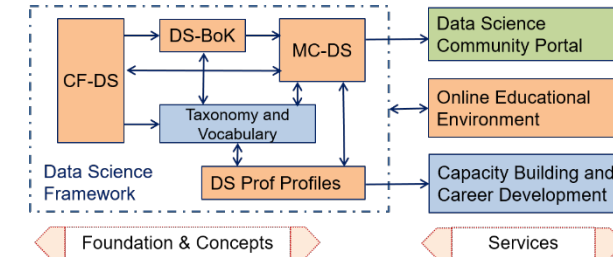 DS-BoK
MC-DS
CF-DS
Taxonomy and
Vocabulary
DS Prof Profiles
Data Science
Framework
Data Science
Community Portal
Online Educational
Environment
Capacity Building and
Career Development
Foundation & Concepts
Services